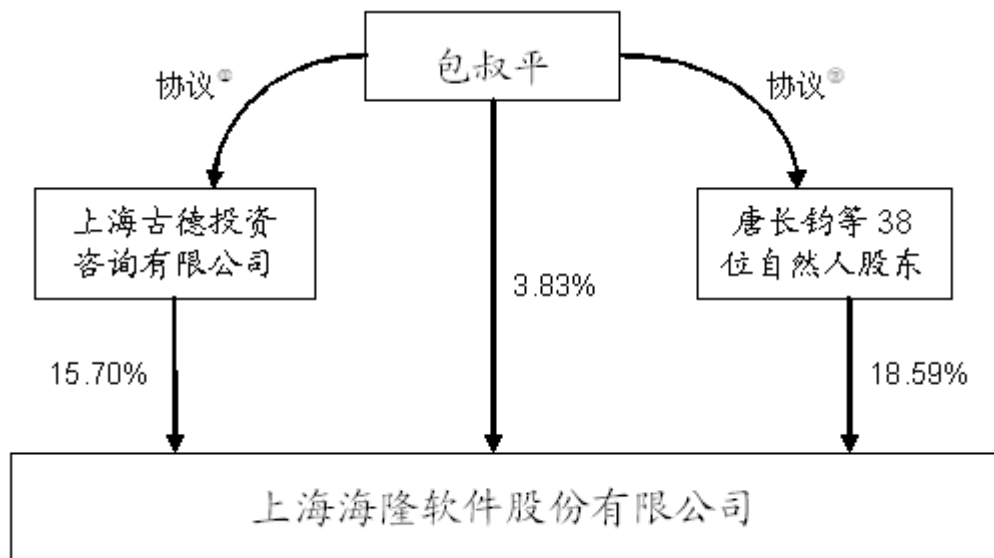 包叔平
协议①
协议②
上海古德投资
咨询有限公司
唐长钧等 38
位自然人股东
3.83%
15.70%
18.59%
上海海隆软件股份有限公司